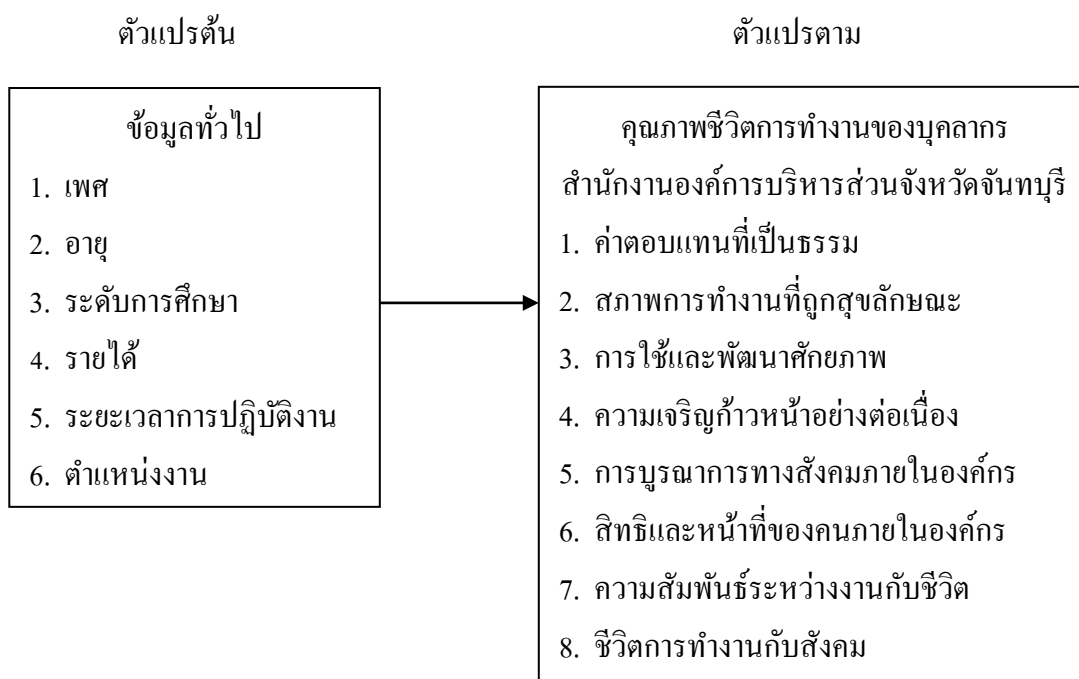 ตัวแปรต้น
ตัวแปรตาม
ข้อมูลทั่วไป
1. เพศ
2. อายุ
3. ระดับการศึกษา
4. รายได้
5. ระยะเวลาการปฏิบัติงาน
6. ตำแหน่งงาน
คุณภาพชีวิตการทำงานของบุคลากร
สำนักงานองค์การบริหารส่วนจังหวัดจันทบุรี
1. ค่าตอบแทนที่เป็นธรรม
2. สภาพการทำงานที่ถูกสุขลักษณะ
3. การใช้และพัฒนาศักยภาพ
4. ความเจริญก้าวหน้าอย่างต่อเนื่อง
5. การบูรณาการทางสังคมภายในองค์กร
6. สิทธิและหน้าที่ของคนภายในองค์กร
7. ความสัมพันธ์ระหว่างงานกับชีวิต
8. ชีวิตการทำงานกับสังคม